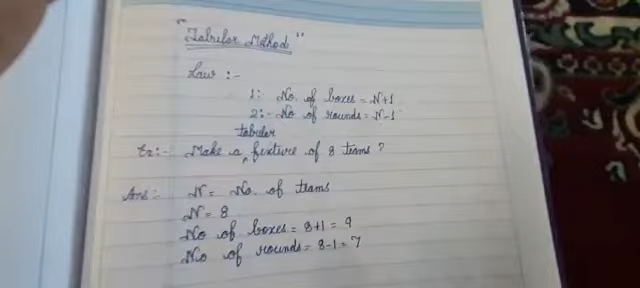 "Tabular Method"
Law :-
1:- No. of boxes = N+1
2:- No of rounds = N-1
tabular
Ex:- Make a fixture of 8 teams?
Ans:- N = No. of teams
N = 8
No of boxes = 8+1 = 9
No of rounds = 8-1 = 7